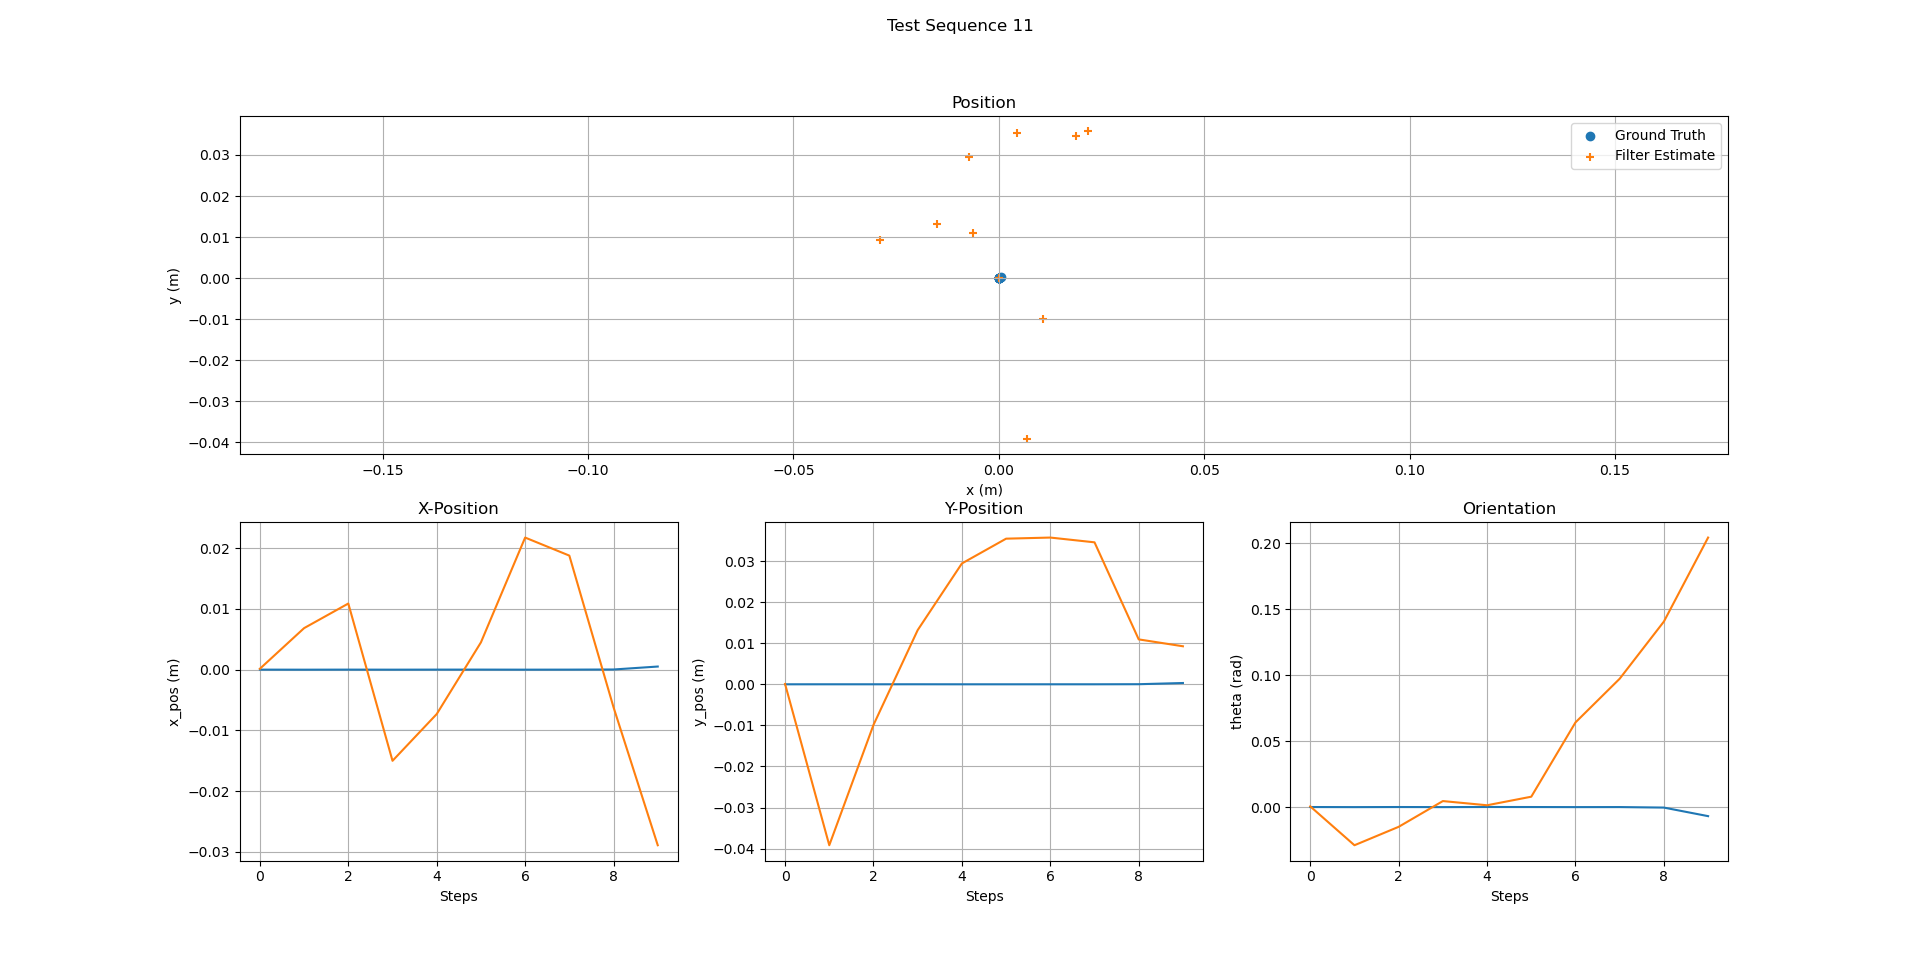 Test Sequence 11
Position
Ground Truth
Filter Estimate
0.03
0.02
0.01
0.00
−0.01
−0.02
−0.03
−0.04
y (m)
−0.15 −0.10 −0.05 0.00 0.05 0.10 0.15
x (m)
X-Position
0.02
0.01
0.00
−0.01
−0.02
−0.03
x_pos (m)
0 2 4 6 8
Steps
Y-Position
0.03
0.02
0.01
0.00
−0.01
−0.02
−0.03
−0.04
y_pos (m)
0 2 4 6 8
Steps
Orientation
0.20
0.15
0.10
0.05
0.00
theta (rad)
0 2 4 6 8
Steps